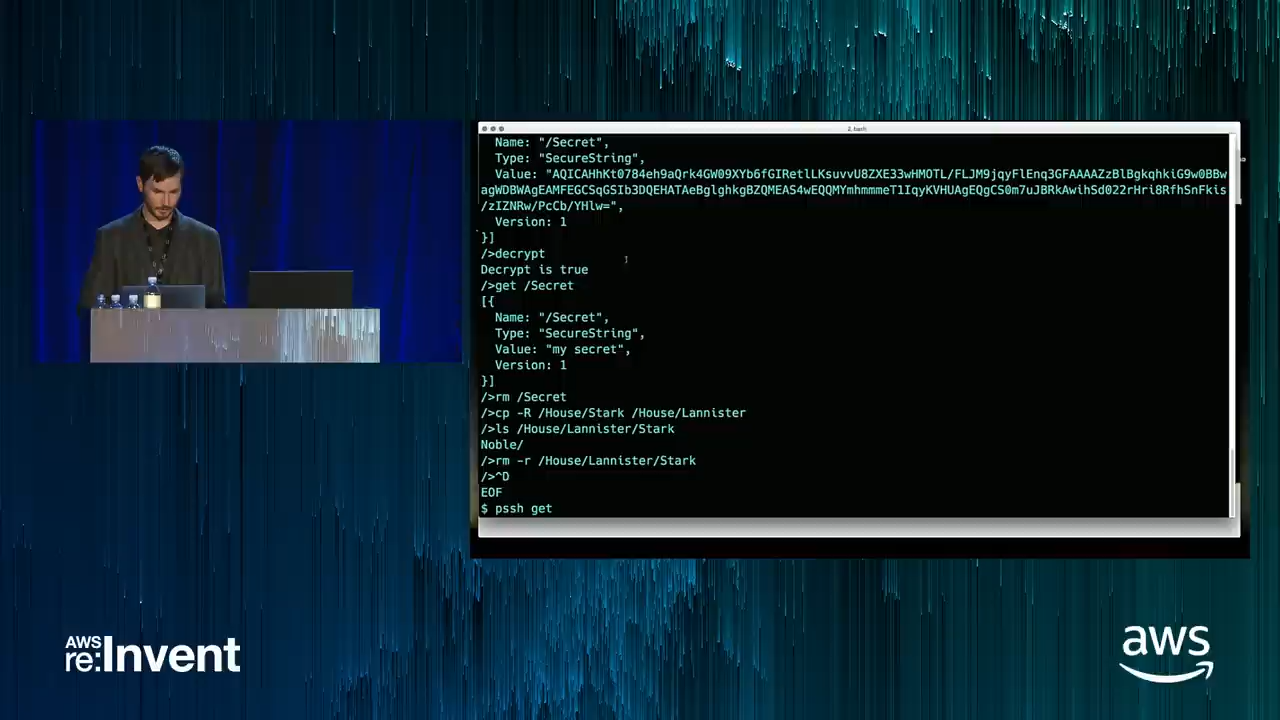 2. bash
Name: "/Secret",
Type: "SecureString",
Value: "AQICAHhKt0784eh9aQrk4GW09XYb6fGIRetlLKsuvvU8ZXE33wHMOTL/FLJM9jqyFlEnq3GFAAAAZzBlBgkqhkiG9w0BBw
agWDBWAgEAMFEGCSqGSIb3DQEHATAeBglghkgBZQMEAS4wEQQMYmhmmmeT1IqyKVHUAgEQgCS0m7uJBRkAwihSd022rHri8RfhSnFkis
/zIZNRw/PcCb/YHlw=",
Version: 1
}]
/>decrypt
Decrypt is true
/>get /Secret
[{
Name: "/Secret",
Type: "SecureString",
Value: "my secret",
Version: 1
}]
/>rm /Secret
/>cp -R /House/Stark /House/Lannister
/>ls /House/Lannister/Stark
Noble/
/>rm -r /House/Lannister/Stark
/>^D
EOF
$ pssh get
AWS
re:Invent
aws